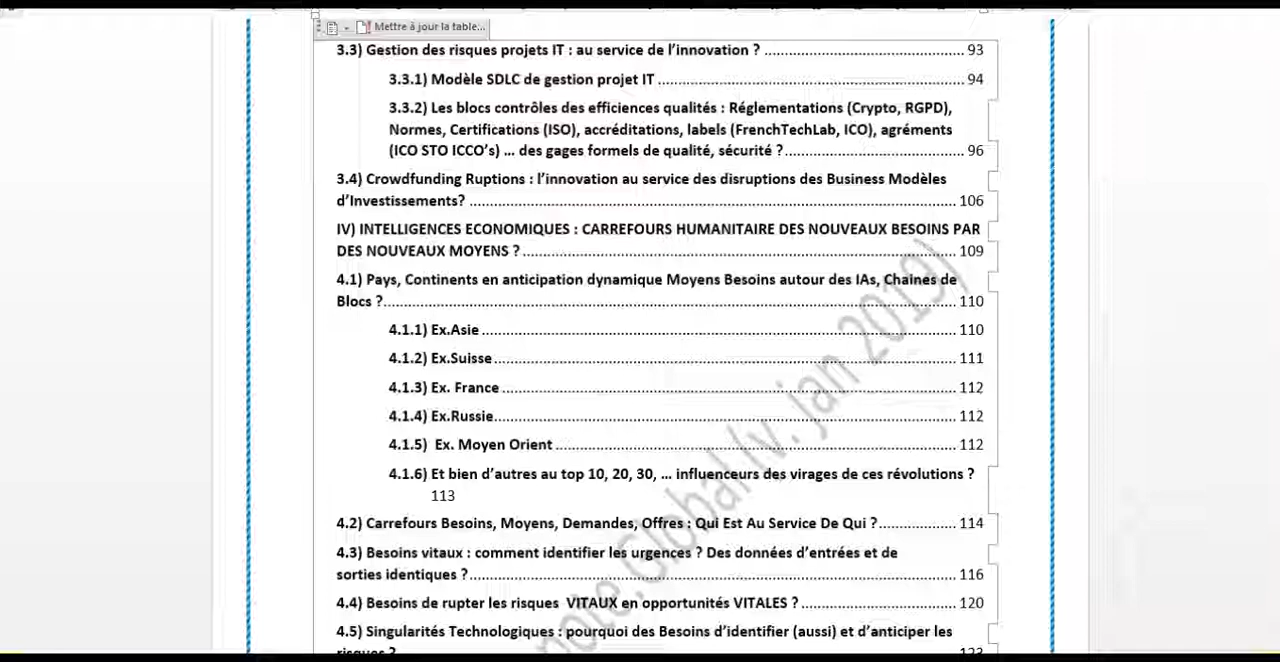 Mettre à jour la table...
3.3) Gestion des risques projets IT : au service de l’innovation ? 93
3.3.1) Modèle SDLC de gestion projet IT 94
3.3.2) Les blocs contrôles des efficiences qualités : Réglementations (Crypto, RGPD),
Normes, Certifications (ISO), accréditations, labels (FrenchTechLab, ICO), agréments
(ICO STO ICCO’s) ... des gages formels de qualité, sécurité ? 96
3.4) Crowdfunding Ruptions : l’innovation au service des disruptions des Business Modèles
d’Investissements? 106
IV) INTELLIGENCES ECONOMIQUES : CARREFOURS HUMANITAIRE DES NOUVEAUX BESOINS PAR
DES NOUVEAUX MOYENS ? 109
4.1) Pays, Continents en anticipation dynamique Moyens Besoins autour des IAs, Chaines de
Blocs ? 110
4.1.1) Ex.Asie 110
4.1.2) Ex.Suisse 111
4.1.3) Ex. France 112
4.1.4) Ex.Russie 112
4.1.5) Ex. Moyen Orient 112
4.1.6) Et bien d’autres au top 10, 20, 30, ... influenceurs des virages de ces révolutions ?
113
4.2) Carrefours Besoins, Moyens, Demandes, Offres : Qui Est Au Service De Qui ? 114
4.3) Besoins vitaux : comment identifier les urgences ? Des données d’entrées et de
sorties identiques ? 116
4.4) Besoins de rupter les risques VITAUX en opportunités VITALES ? 120
4.5) Singularités Technologiques : pourquoi des Besoins d’identifier (aussi) et d’anticiper les
risques ? 123
note.Global (v. jan 2019)